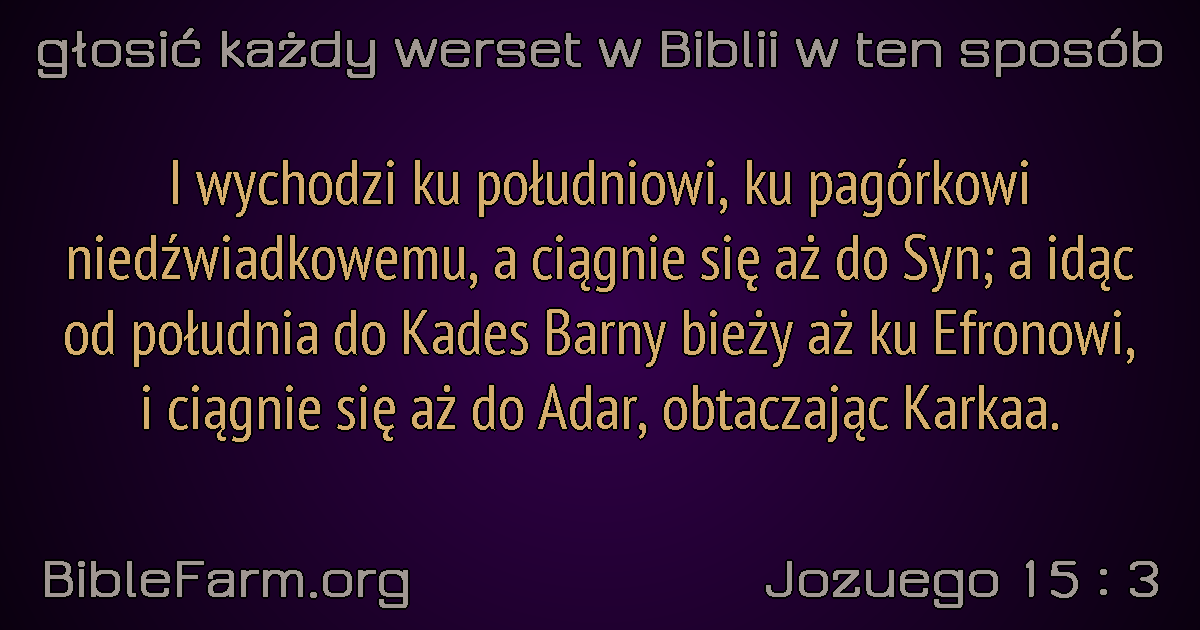 głosić każdy werset w Biblii w ten sposób
I wychodzi ku południowi, ku pagórkowi
niedźwiadkowemu, a ciągnie się aż do Syn; a idąc
od południa do Kades Barny bieży aż ku Efronowi,
i ciągnie się aż do Adar, obtaczając Karkaa.
BibleFarm.org
Jozuego 15 : 3